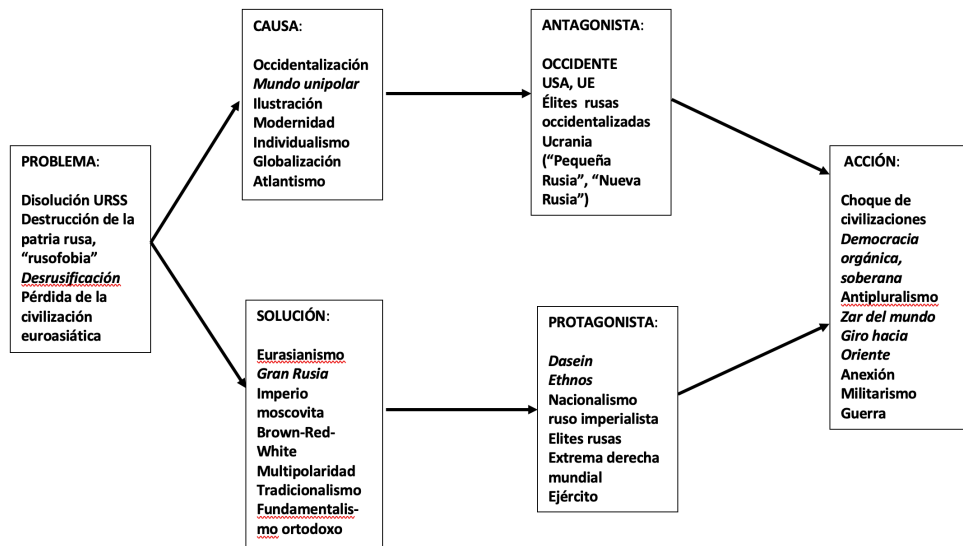 PROBLEMA:
Disolución URSS
Destrucción de la
patria rusa,
“rusofobia”
Desrusificación
Pérdida de la
civilización
euroasiática
CAUSA:
Occidentalización
Mundo unipolar
Ilustración
Modernidad
Individualismo
Globalización
Atlantismo
ANTAGONISTA:
OCCIDENTE
USA, UE
Élites rusas
occidentalizadas
Ucrania
(“Pequeña
Rusia”, “Nueva
Rusia”)
SOLUCIÓN:
Eurasianismo
Gran Rusia
Imperio
moscovita
Brown-Red-
White
Multipolaridad
Tradicionalismo
Fundamentalis-
mo ortodoxo
PROTAGONISTA:
Dasein
Ethnos
Nacionalismo
ruso imperialista
Elites rusas
Extrema derecha
mundial
Ejército
ACCIÓN:
Choque de
civilizaciones
Democracia
orgánica,
soberana
Antipluralismo
Zar del mundo
Giro hacia
Oriente
Anexión
Militarismo
Guerra